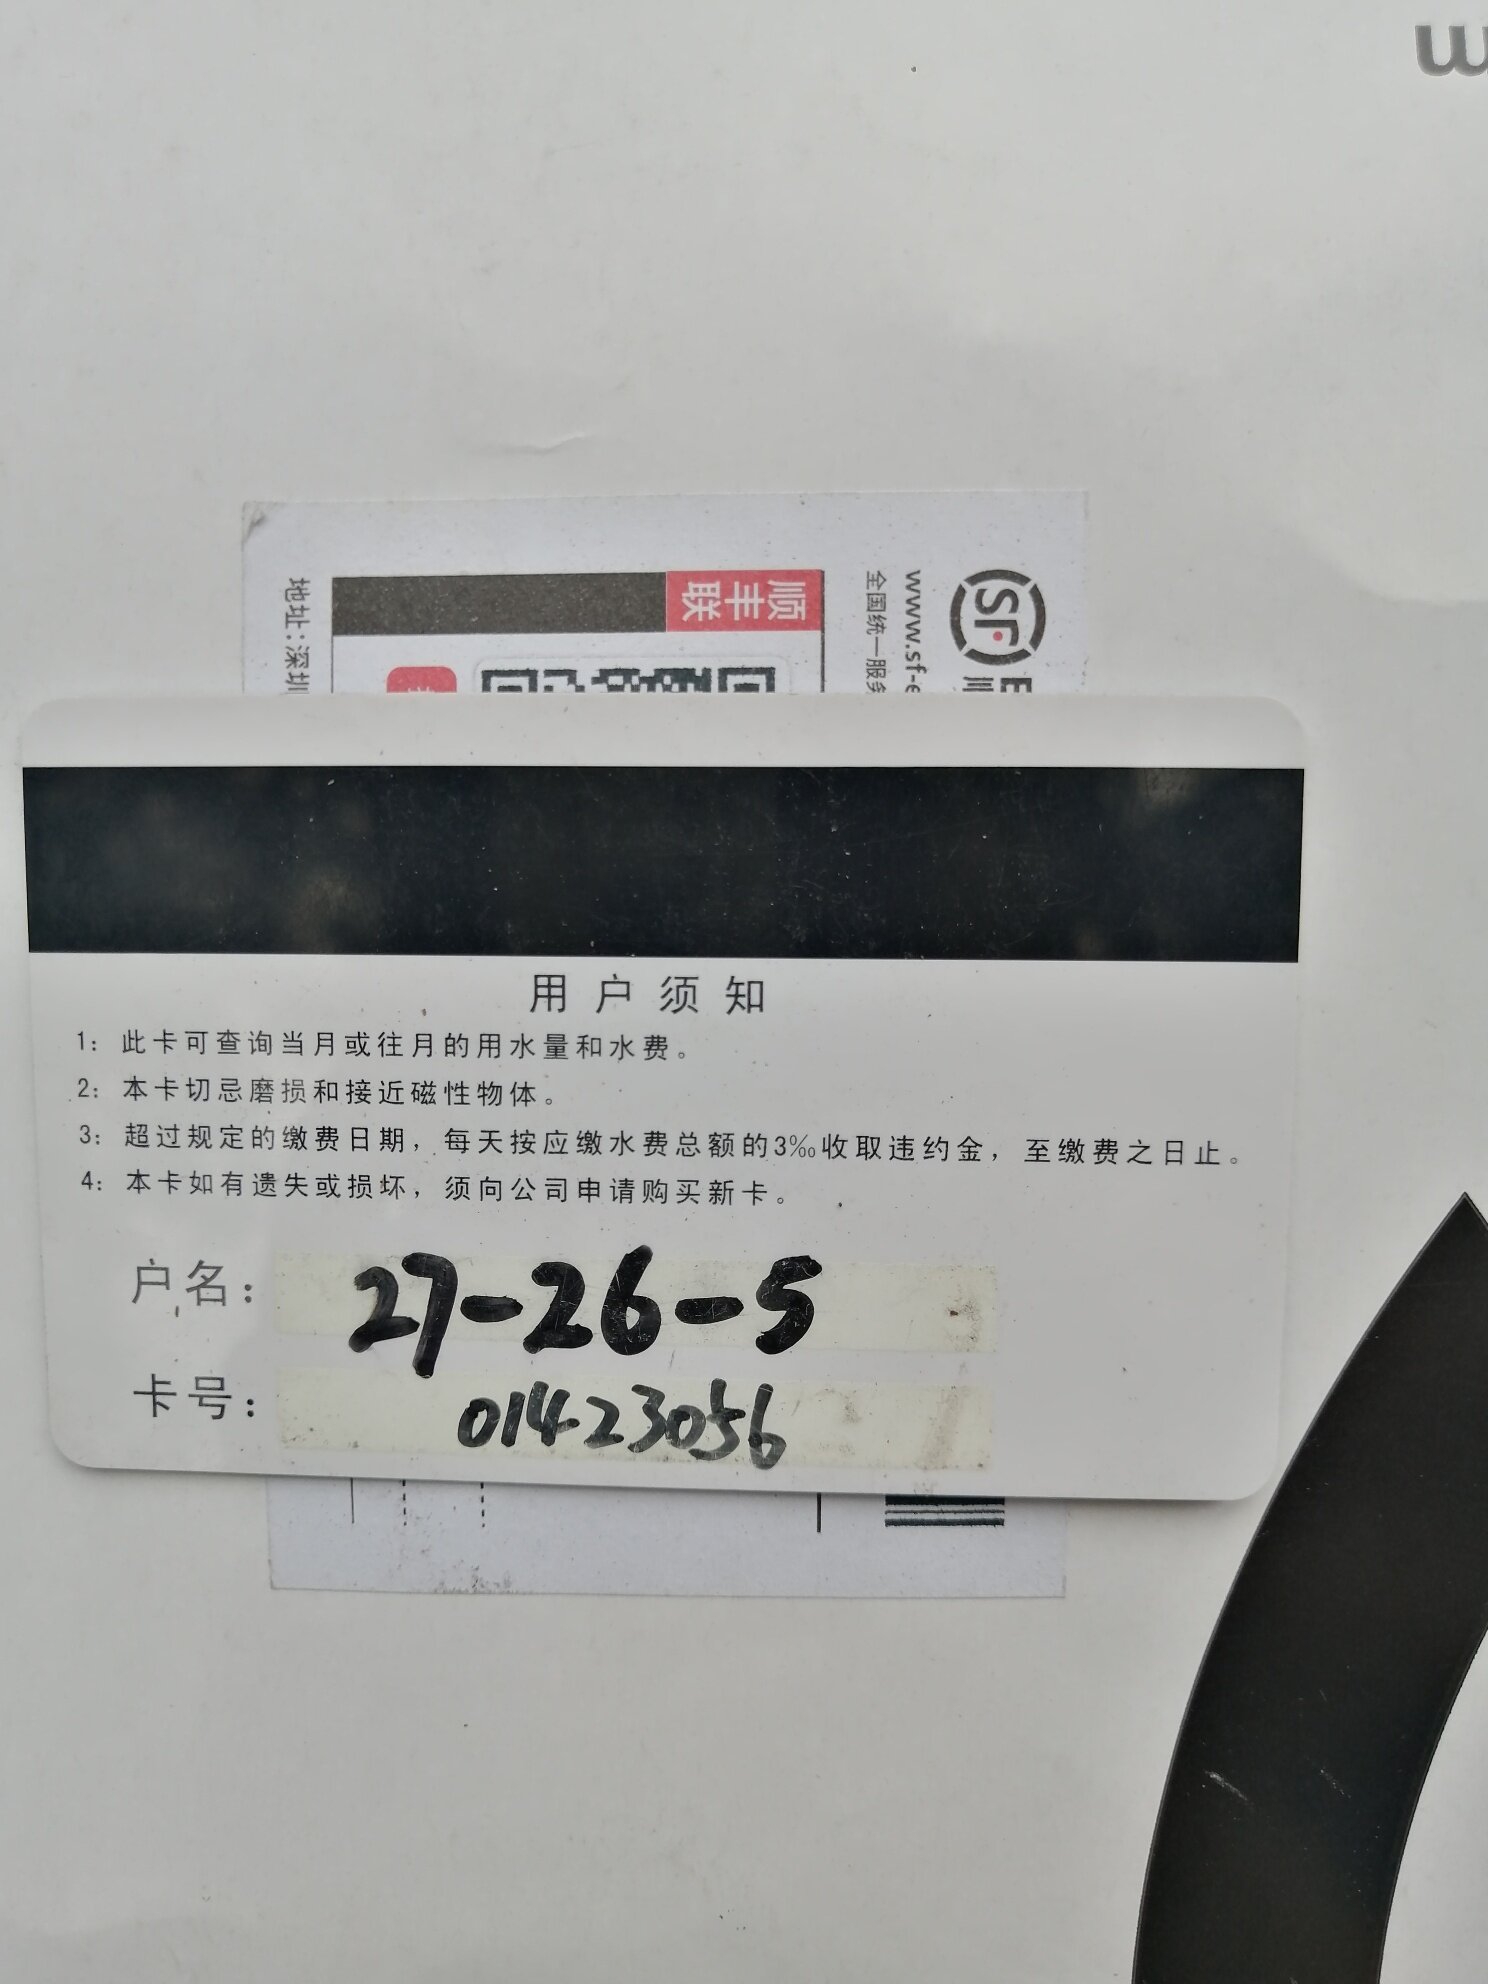 顺丰联
地址:深圳
全国统一服务
www.sf-e
SF
用户须知
1：此卡可查询当月或往月的用水量和水费。
2：本卡切忌磨损和接近磁性物体。
3：超过规定的缴费日期，每天按应缴水费总额的3‰收取违约金，至缴费之日止。
4：本卡如有遗失或损坏，须向公司申请购买新卡。
户名：27-26-5
卡号：01423056